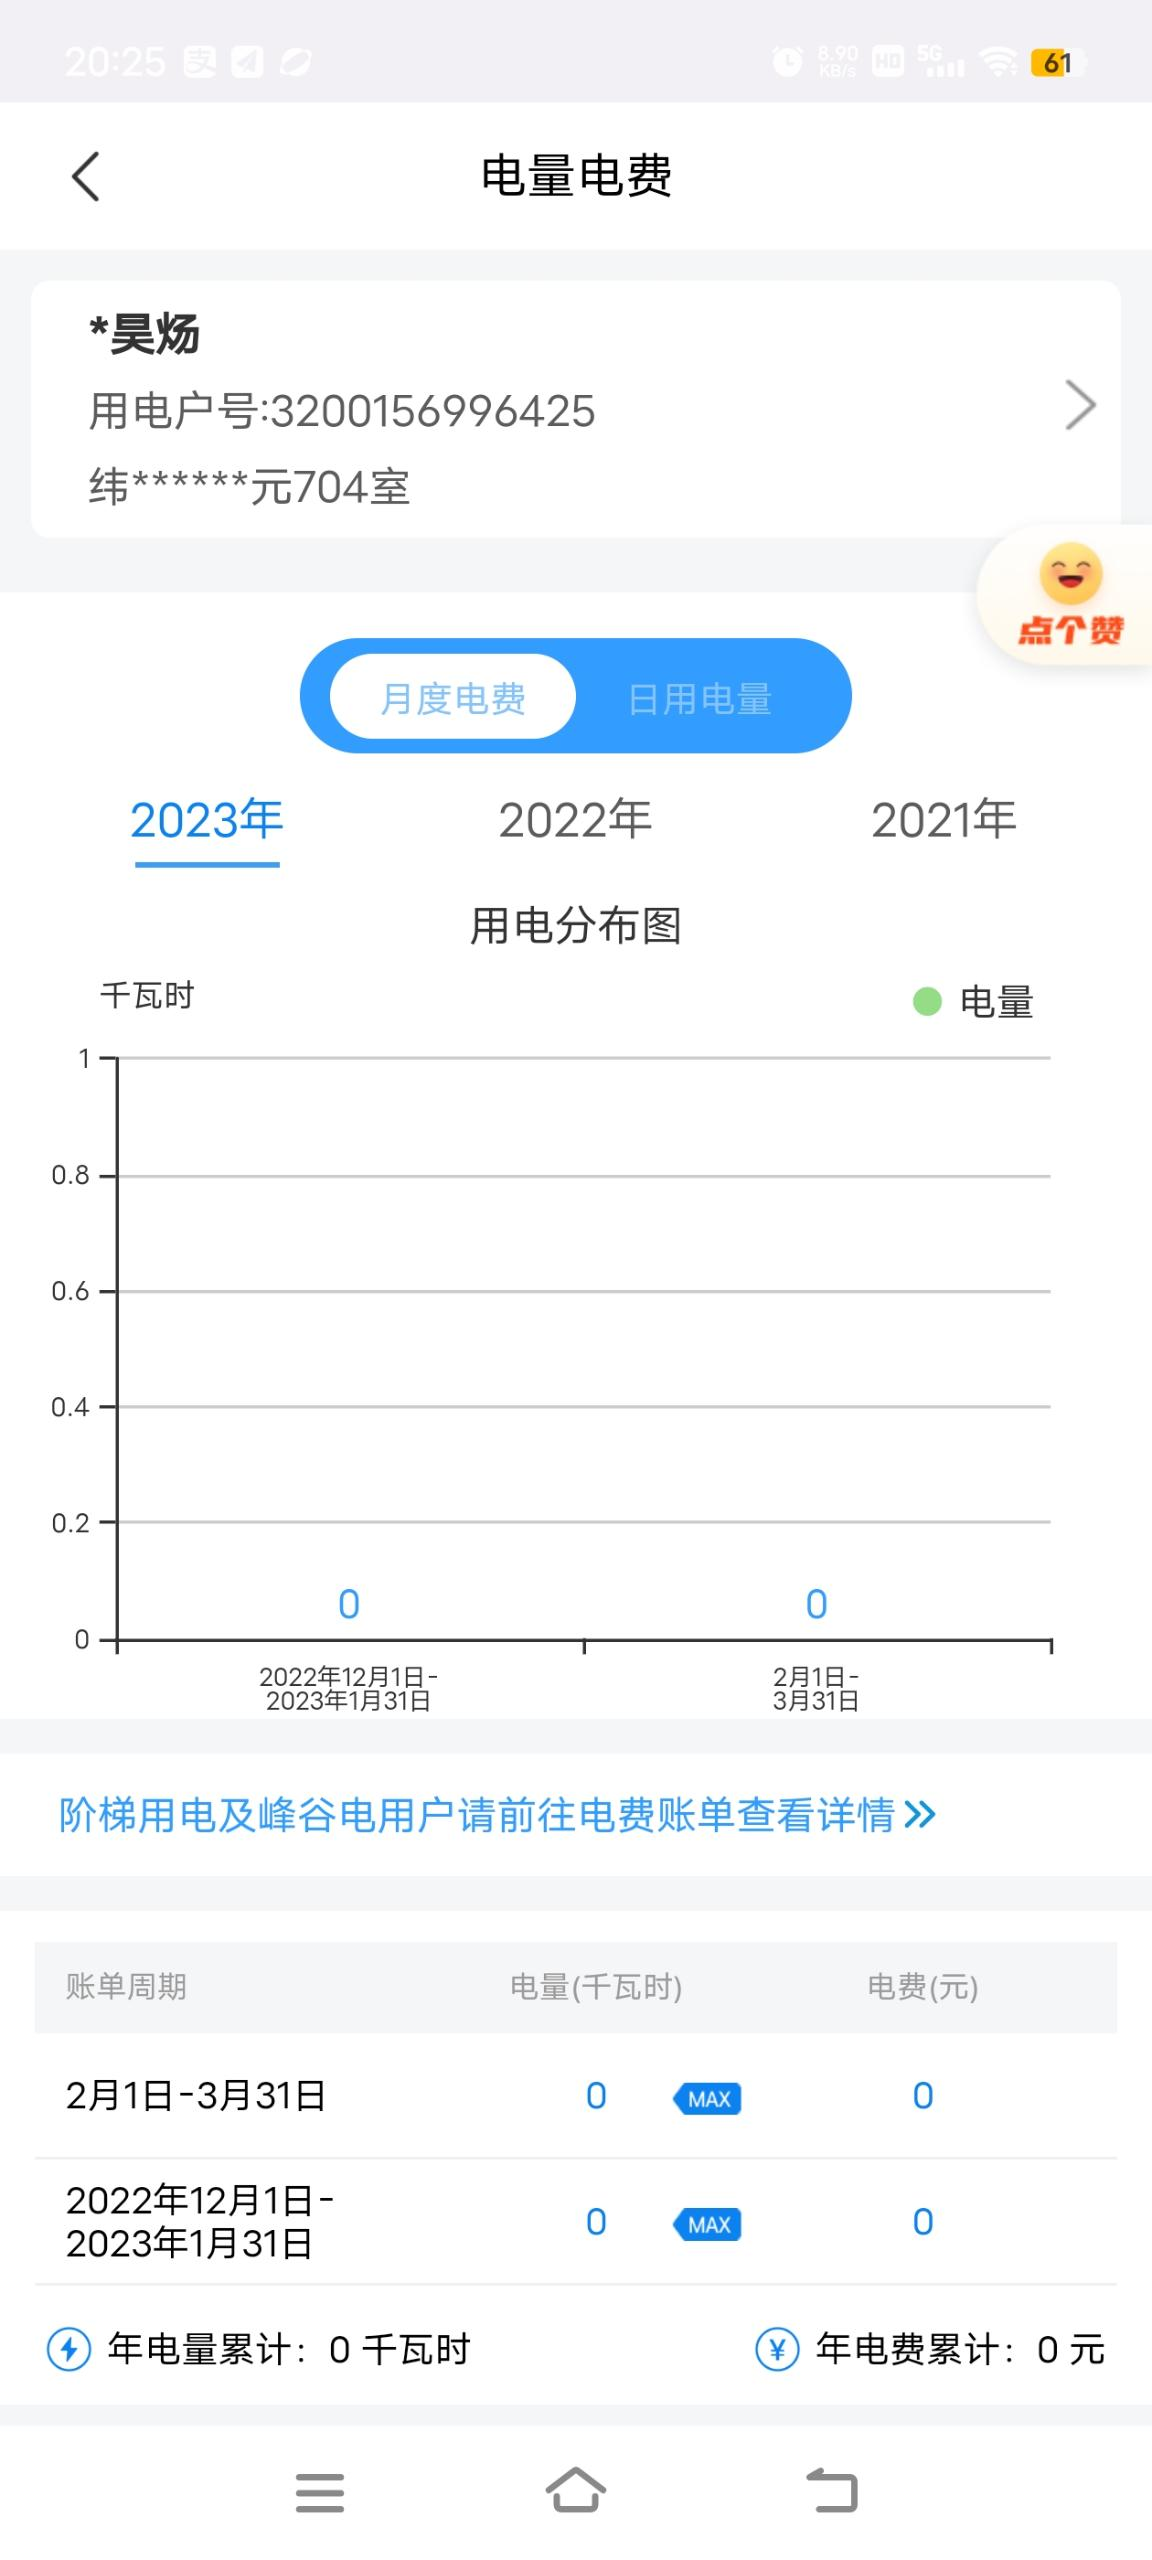 20:25
8.90 KB/s HD 5G 61
电量电费
*昊炀
用电户号:3200156996425
纬******元704室
点个赞
月度电费 日用电量
2023年 2022年 2021年
用电分布图
千瓦时 电量
1
0.8
0.6
0.4
0.2
0 0
0
2022年12月1日-
2023年1月31日
2月1日-
3月31日
阶梯用电及峰谷电用户请前往电费账单查看详情
账单周期 电量(千瓦时) 电费(元)
2月1日-3月31日 0 MAX 0
2022年12月1日-
2023年1月31日 0 MAX 0
年电量累计：0 千瓦时 ¥ 年电费累计：0 元